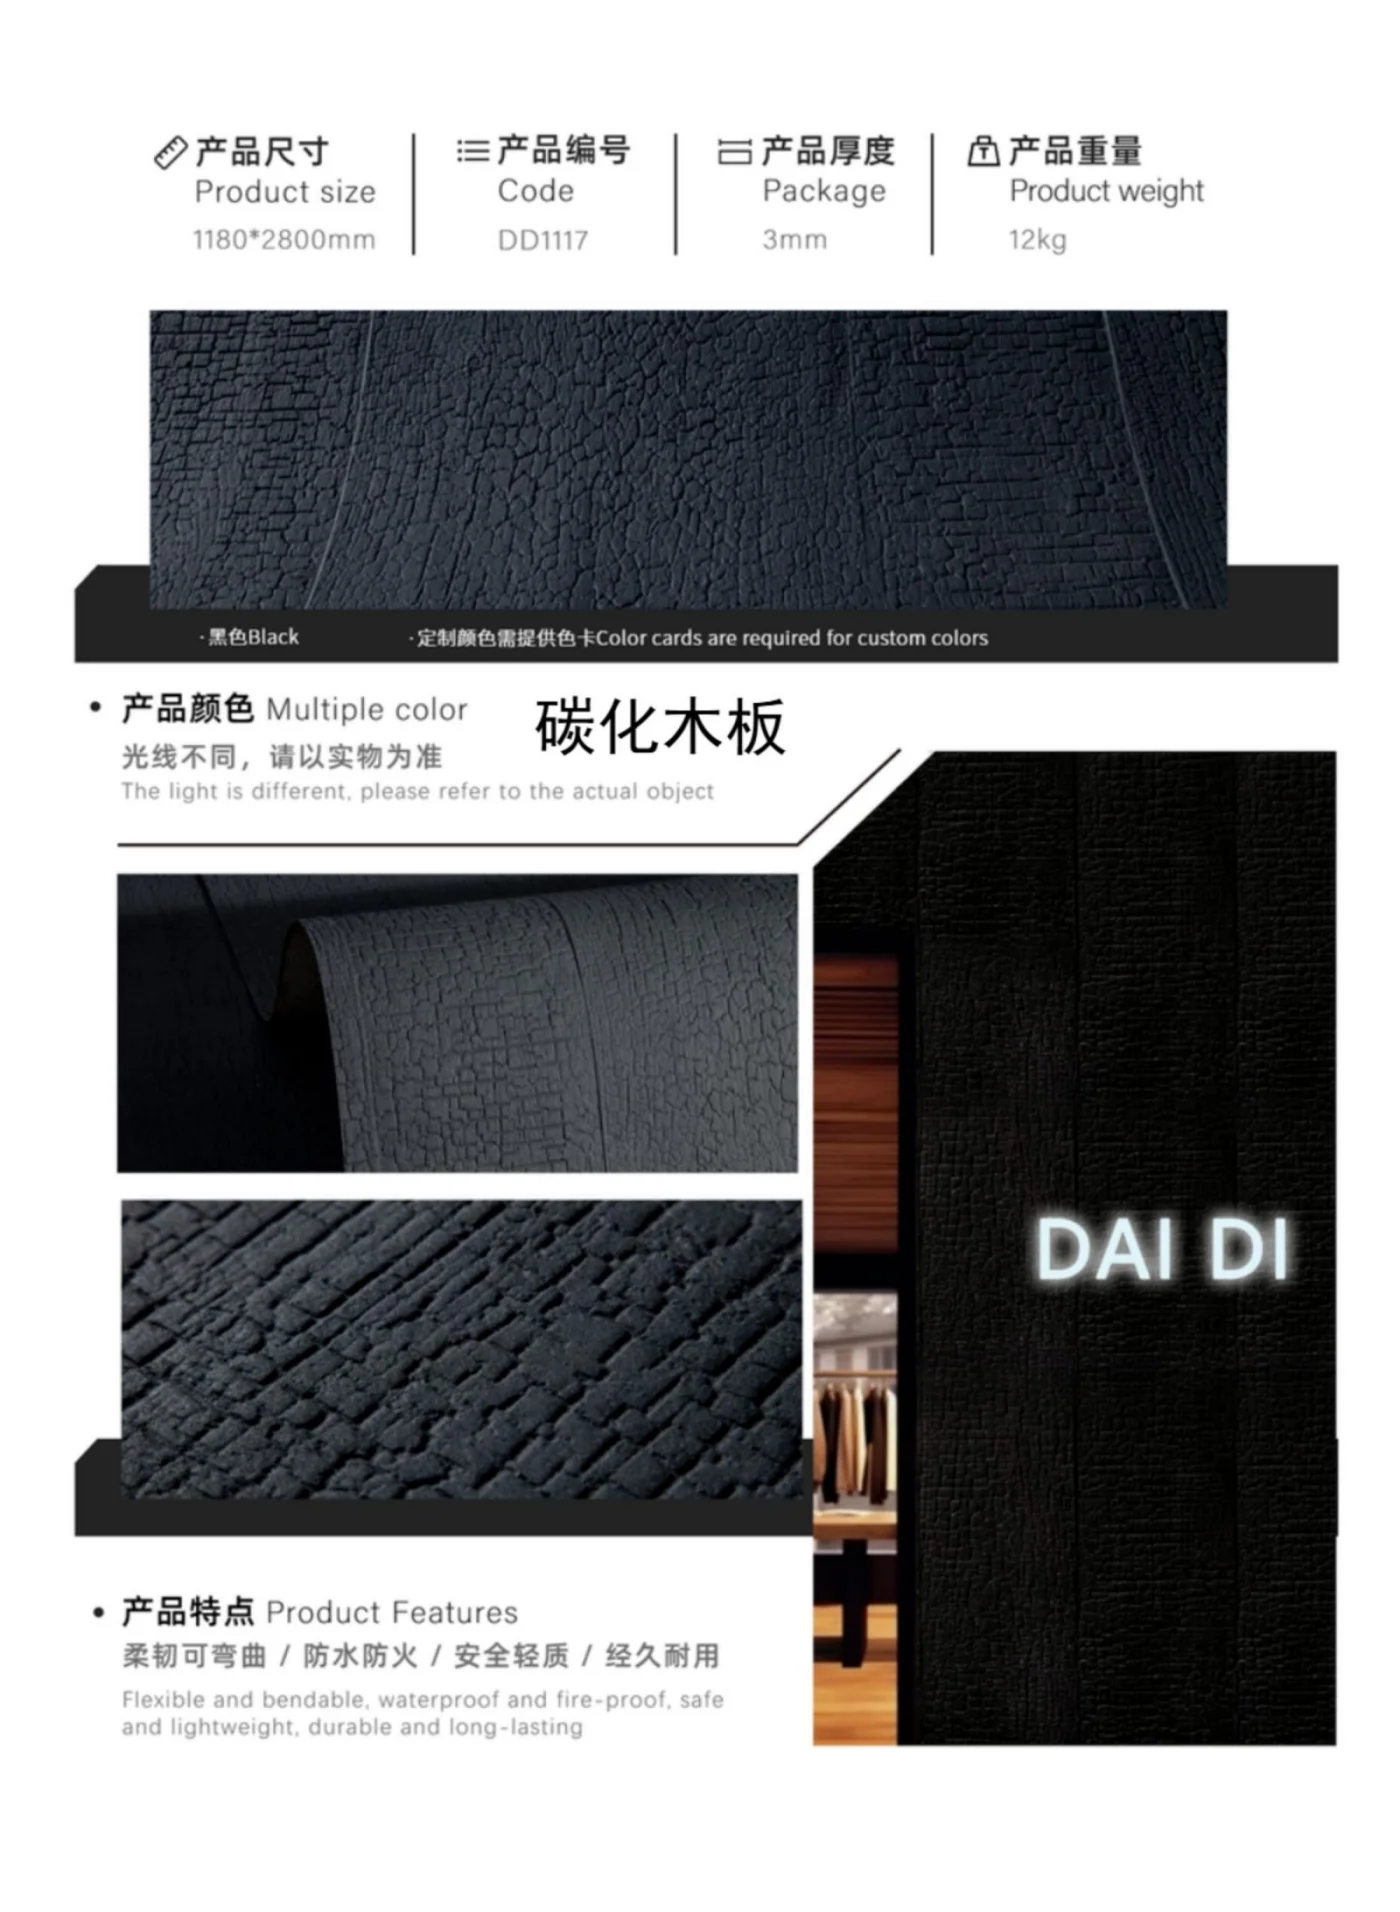 产品尺寸
Product size
1180*2800mm
产品编号
Code
DD1117
产品厚度
Package
3mm
产品重量
Product weight
12kg
·黑色Black
·定制颜色需提供色卡Color cards are required for custom colors
• 产品颜色 Multiple color
碳化木板
光线不同，请以实物为准
The light is different, please refer to the actual object
DAI DI
• 产品特点 Product Features
柔韧可弯曲 / 防水防火 / 安全轻质 / 经久耐用
Flexible and bendable, waterproof and fire-proof, safe
and lightweight, durable and long-lasting